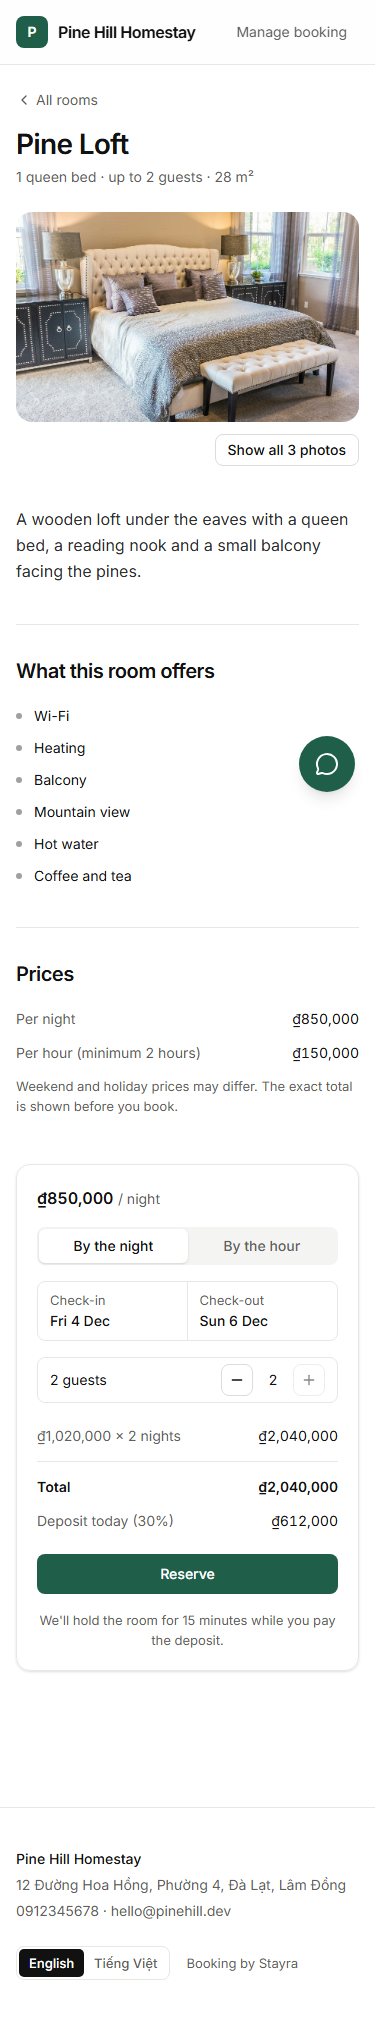 P
Pine Hill Homestay
Manage booking
All rooms
Pine Loft
1 queen bed · up to 2 guests · 28 m²
Show all 3 photos
A wooden loft under the eaves with a queen
bed, a reading nook and a small balcony
facing the pines.
What this room offers
Wi-Fi
Heating
Balcony
Mountain view
Hot water
Coffee and tea
Prices
Per night ₫850,000
Per hour (minimum 2 hours) ₫150,000
Weekend and holiday prices may differ. The exact total
is shown before you book.
₫850,000 / night
By the night By the hour
Check-in Check-out
Fri 4 Dec Sun 6 Dec
2 guests − 2 +
₫1,020,000 × 2 nights ₫2,040,000
Total ₫2,040,000
Deposit today (30%) ₫612,000
Reserve
We'll hold the room for 15 minutes while you pay
the deposit.
Pine Hill Homestay
12 Đường Hoa Hồng, Phường 4, Đà Lạt, Lâm Đồng
0912345678 · hello@pinehill.dev
English Tiếng Việt Booking by Stayra